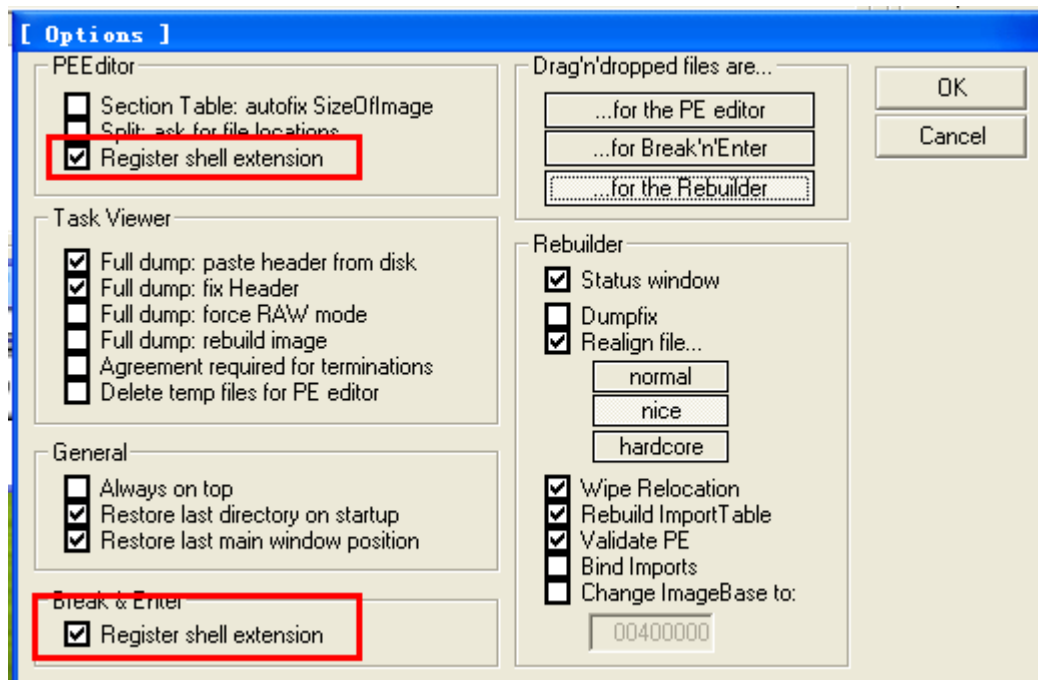 [ Options ]
PEEditor
Section Table: autofix SizeOfImage
Split: ask for file locations
Register shell extension
Task Viewer
Full dump: paste header from disk
Full dump: fix Header
Full dump: force RAW mode
Full dump: rebuild image
Agreement required for terminations
Delete temp files for PE editor
General
Always on top
Restore last directory on startup
Restore last main window position
Break & Enter
Register shell extension
Drag'n'dropped files are...
...for the PE editor
...for Break'n'Enter
...for the Rebuilder
Rebuilder
Status window
Dumpfix
Realign file...
normal
nice
hardcore
Wipe Relocation
Rebuild ImportTable
Validate PE
Bind Imports
Change ImageBase to:
00400000
OK
Cancel